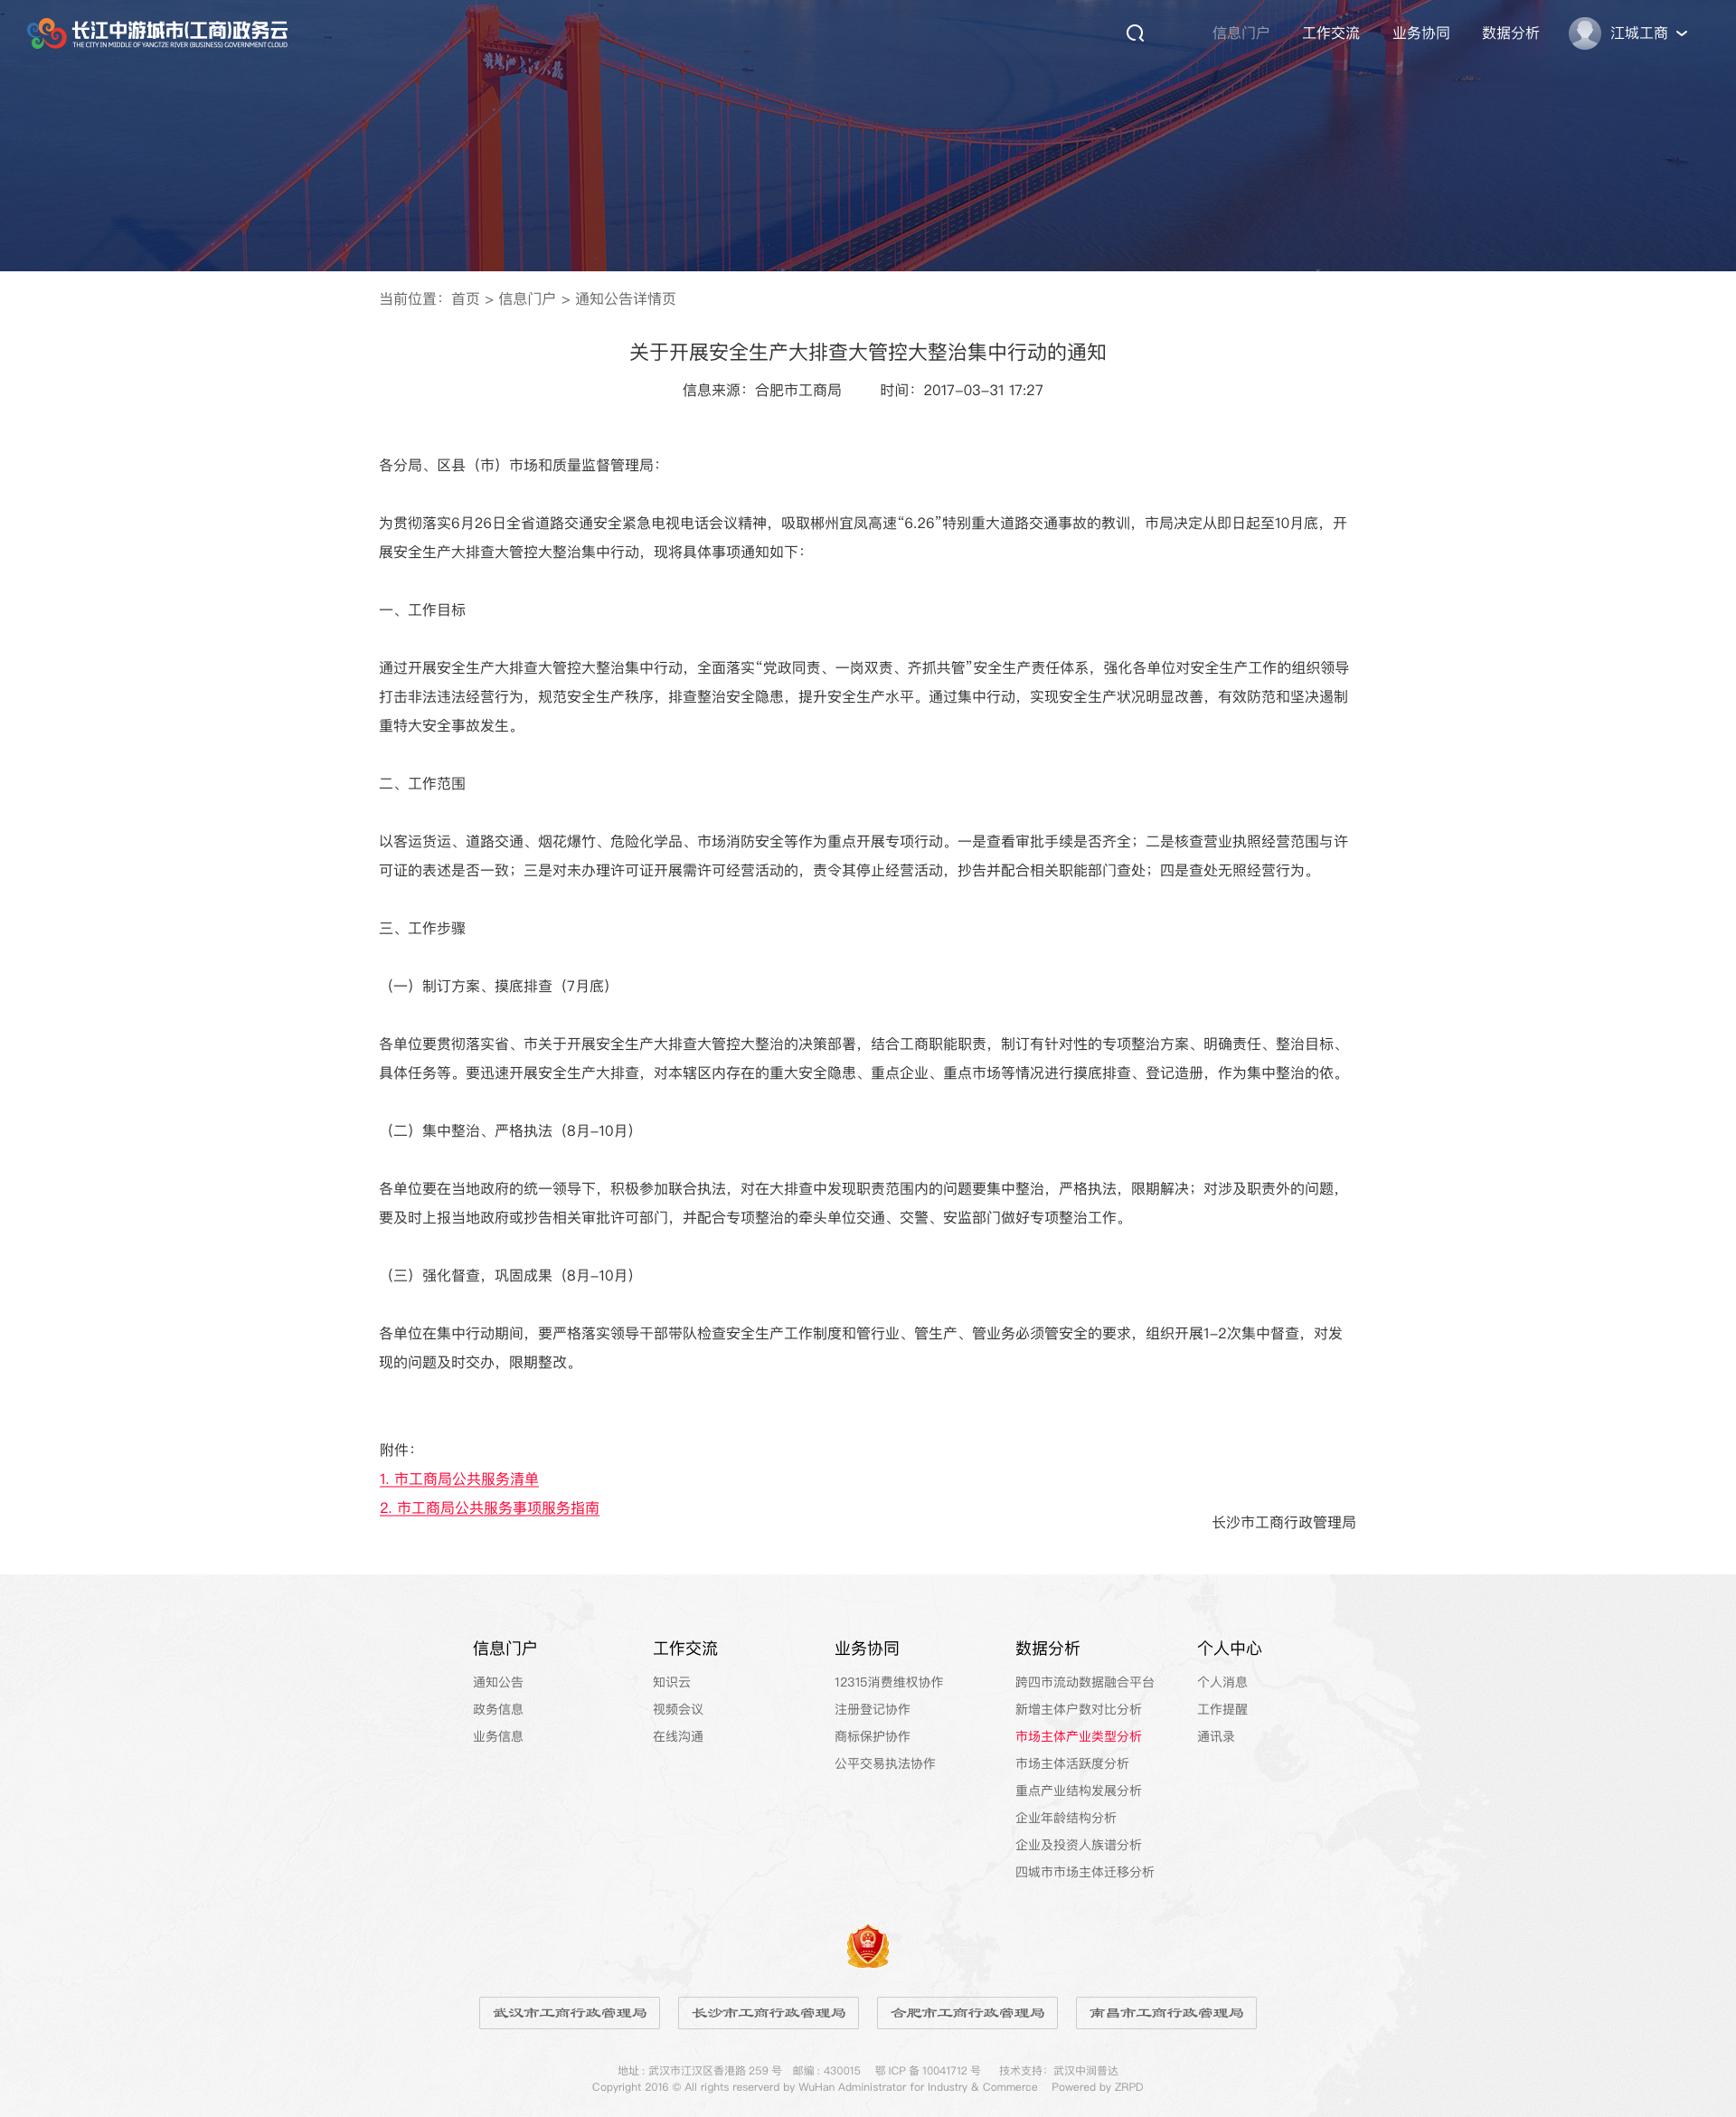 长江中游城市(工商)政务云
THE CITY IN MIDDLE OF YANGTZE RIVER (BUSINESS) GOVERNMENT CLOUD
信息门户 工作交流 业务协同 数据分析 江城工商
当前位置：首页 > 信息门户 > 通知公告详情页
关于开展安全生产大排查大管控大整治集中行动的通知
信息来源：合肥市工商局 时间：2017-03-31 17:27
各分局、区县（市）市场和质量监督管理局：
为贯彻落实6月26日全省道路交通安全紧急电视电话会议精神，吸取郴州宜凤高速“6.26”特别重大道路交通事故的教训，市局决定从即日起至10月底，开
展安全生产大排查大管控大整治集中行动，现将具体事项通知如下：
一、工作目标
通过开展安全生产大排查大管控大整治集中行动，全面落实“党政同责、一岗双责、齐抓共管”安全生产责任体系，强化各单位对安全生产工作的组织领导
打击非法违法经营行为，规范安全生产秩序，排查整治安全隐患，提升安全生产水平。通过集中行动，实现安全生产状况明显改善，有效防范和坚决遏制
重特大安全事故发生。
二、工作范围
以客运货运、道路交通、烟花爆竹、危险化学品、市场消防安全等作为重点开展专项行动。一是查看审批手续是否齐全；二是核查营业执照经营范围与许
可证的表述是否一致；三是对未办理许可证开展需许可经营活动的，责令其停止经营活动，抄告并配合相关职能部门查处；四是查处无照经营行为。
三、工作步骤
（一）制订方案、摸底排查（7月底）
各单位要贯彻落实省、市关于开展安全生产大排查大管控大整治的决策部署，结合工商职能职责，制订有针对性的专项整治方案、明确责任、整治目标、
具体任务等。要迅速开展安全生产大排查，对本辖区内存在的重大安全隐患、重点企业、重点市场等情况进行摸底排查、登记造册，作为集中整治的依。
（二）集中整治、严格执法（8月-10月）
各单位要在当地政府的统一领导下，积极参加联合执法，对在大排查中发现职责范围内的问题要集中整治，严格执法，限期解决；对涉及职责外的问题，
要及时上报当地政府或抄告相关审批许可部门，并配合专项整治的牵头单位交通、交警、安监部门做好专项整治工作。
（三）强化督查，巩固成果（8月-10月）
各单位在集中行动期间，要严格落实领导干部带队检查安全生产工作制度和管行业、管生产、管业务必须管安全的要求，组织开展1-2次集中督查，对发
现的问题及时交办，限期整改。
附件：
1. 市工商局公共服务清单
2. 市工商局公共服务事项服务指南
长沙市工商行政管理局
信息门户 工作交流 业务协同 数据分析 个人中心
通知公告 知识云 12315消费维权协作 跨四市流动数据融合平台 个人消息
政务信息 视频会议 注册登记协作 新增主体户数对比分析 工作提醒
业务信息 在线沟通 商标保护协作 市场主体产业类型分析 通讯录
公平交易执法协作 市场主体活跃度分析
重点产业结构发展分析
企业年龄结构分析
企业及投资人族谱分析
四城市市场主体迁移分析
武汉市工商行政管理局 长沙市工商行政管理局 合肥市工商行政管理局 南昌市工商行政管理局
地址 : 武汉市江汉区香港路 259 号 邮编 : 430015 鄂 ICP 备 10041712 号 技术支持：武汉中润普达
Copyright 2016 © All rights reserverd by WuHan Administrator for Industry & Commerce Powered by ZRPD